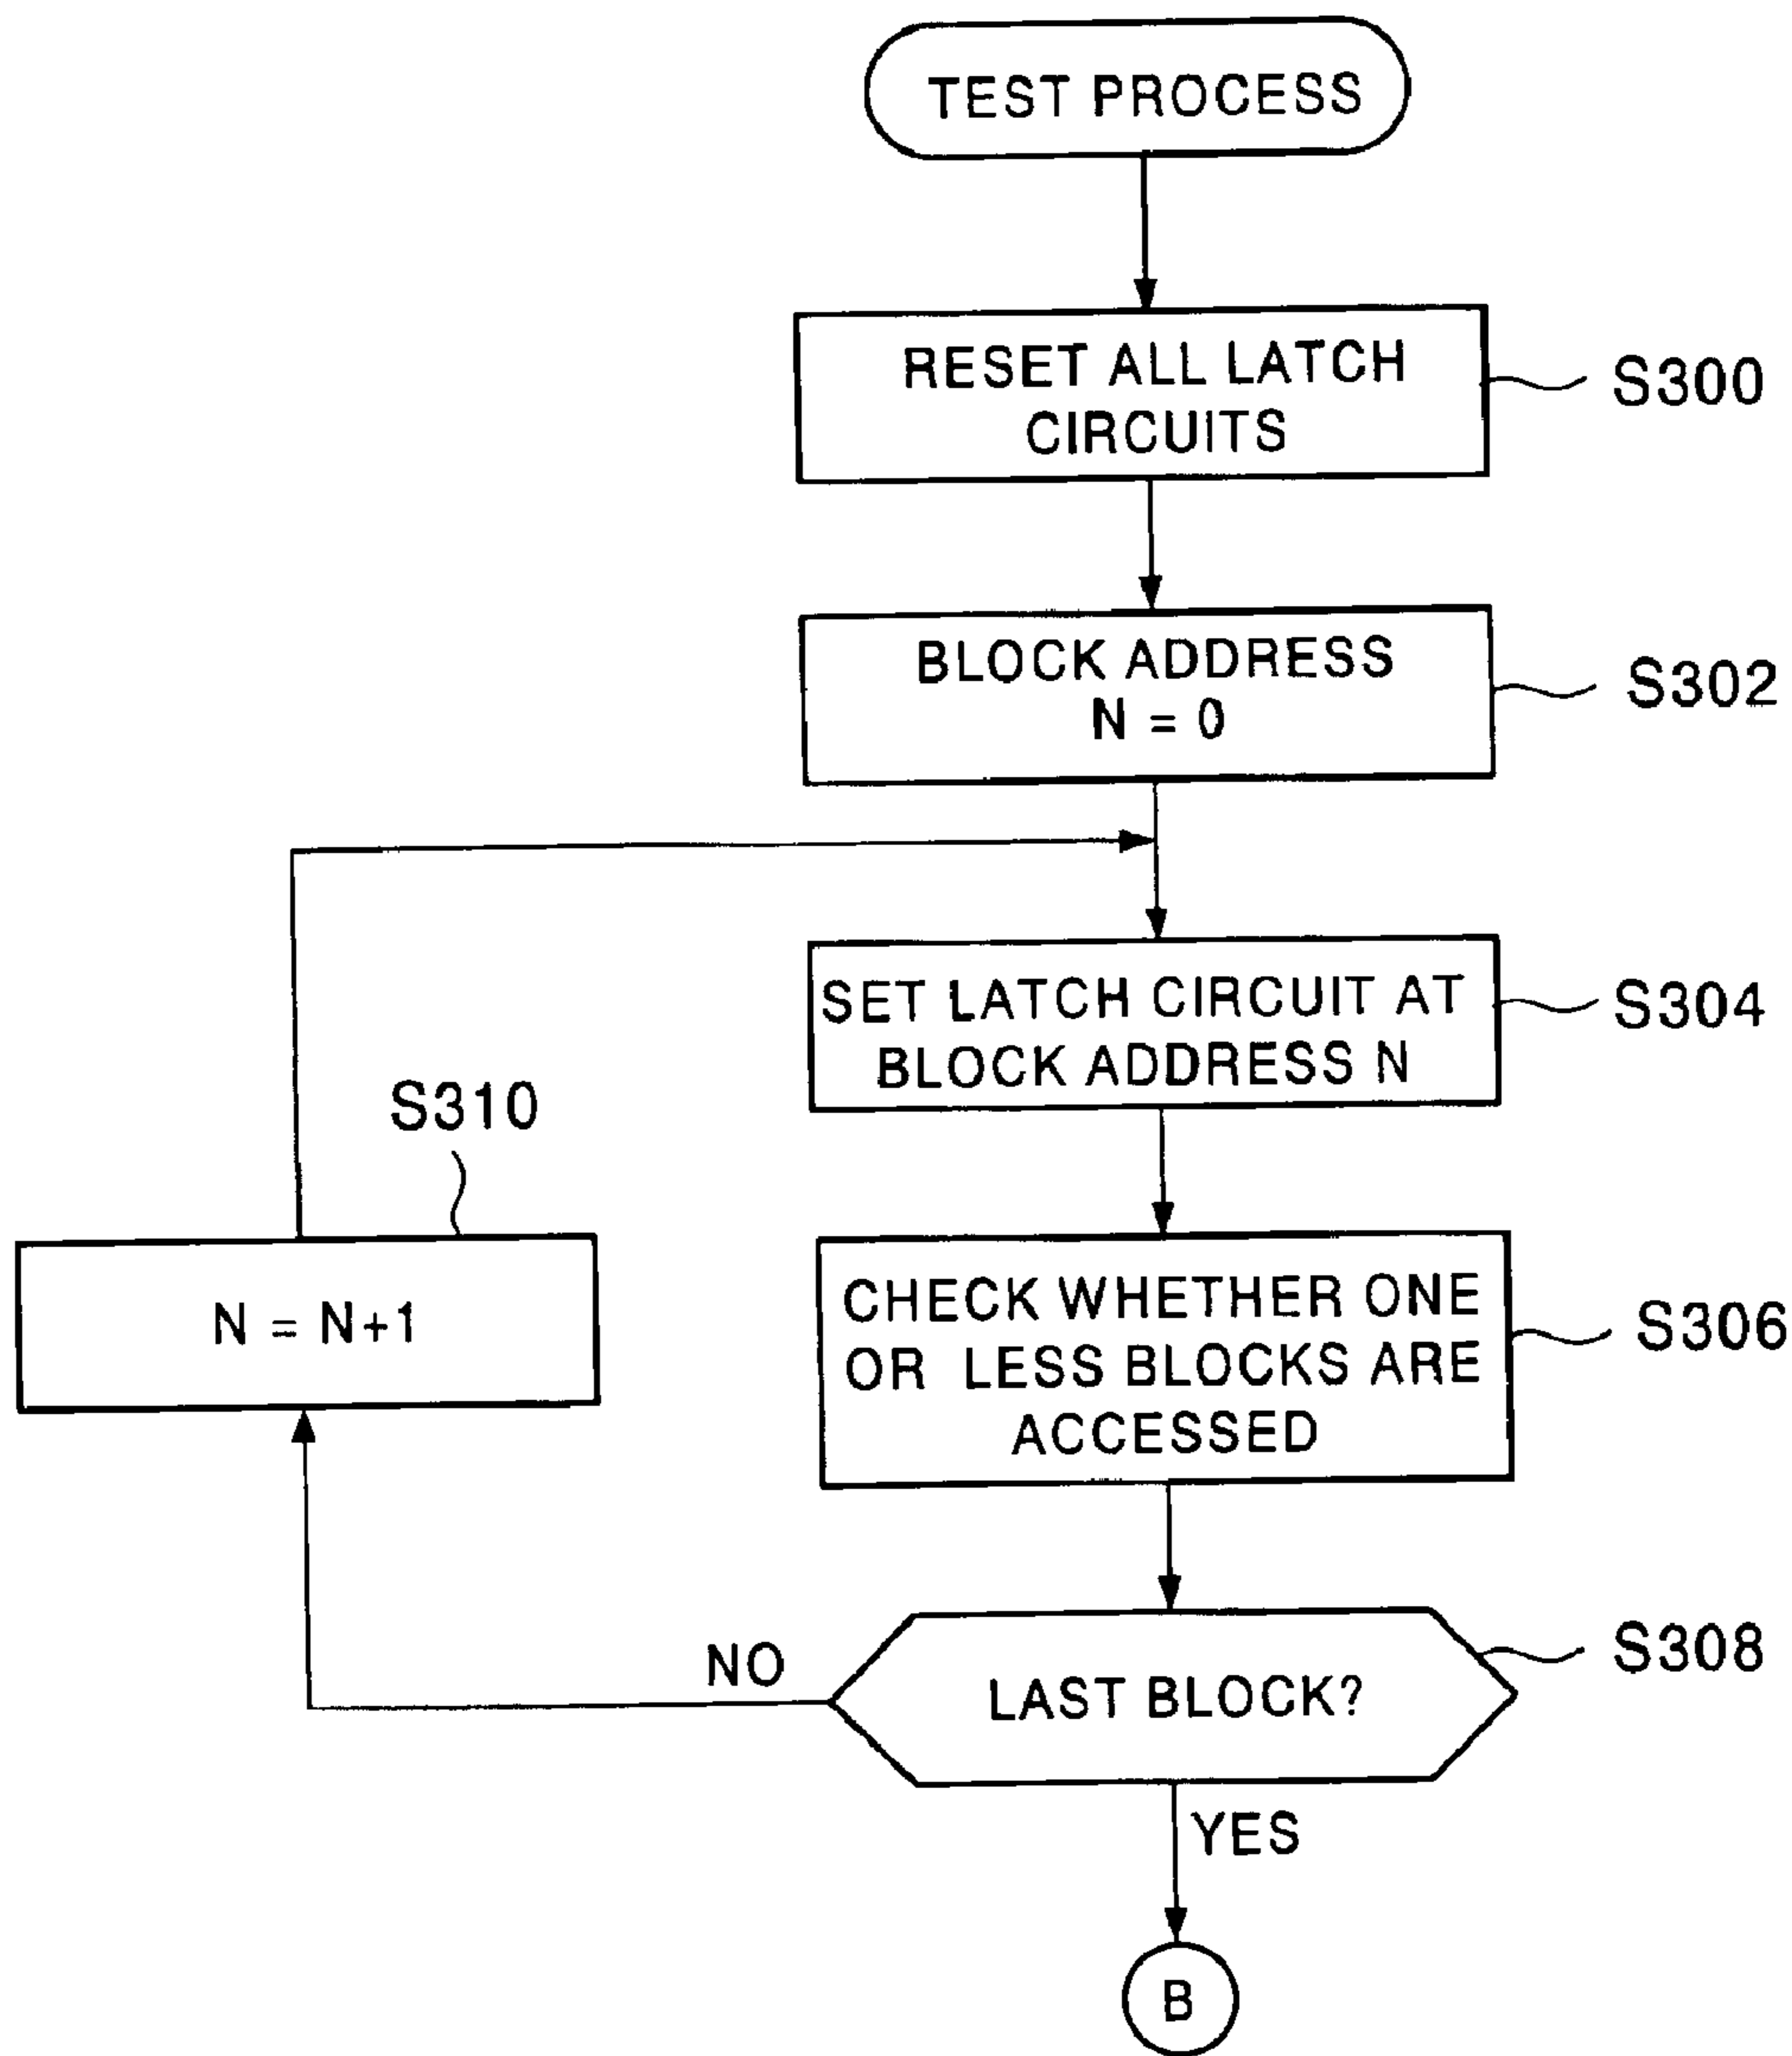 TEST PROCESS
RESET ALL LATCH
CIRCUITS
S300
BLOCK ADDRESS
N = 0
S302
SET LATCH CIRCUIT AT
BLOCK ADDRESS N
S304
S310
N = N+1
CHECK WHETHER ONE
OR LESS BLOCKS ARE
ACCESSED
S306
NO
LAST BLOCK?
S308
YES
B